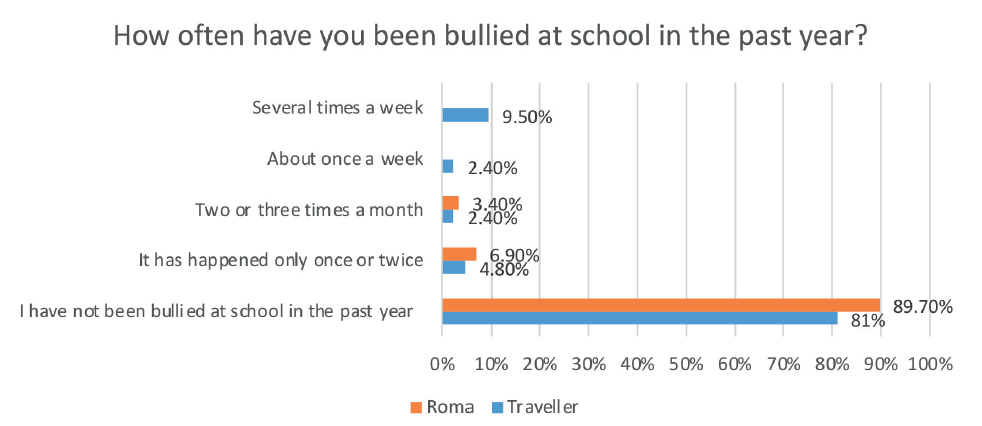 How often have you been bullied at school in the past year?
Several times a week
9.50%
About once a week
2.40%
Two or three times a month
3.40%
2.40%
It has happened only once or twice
6.90%
4.80%
I have not been bullied at school in the past year
89.70%
81%
0% 10% 20% 30% 40% 50% 60% 70% 80% 90% 100%
Roma Traveller